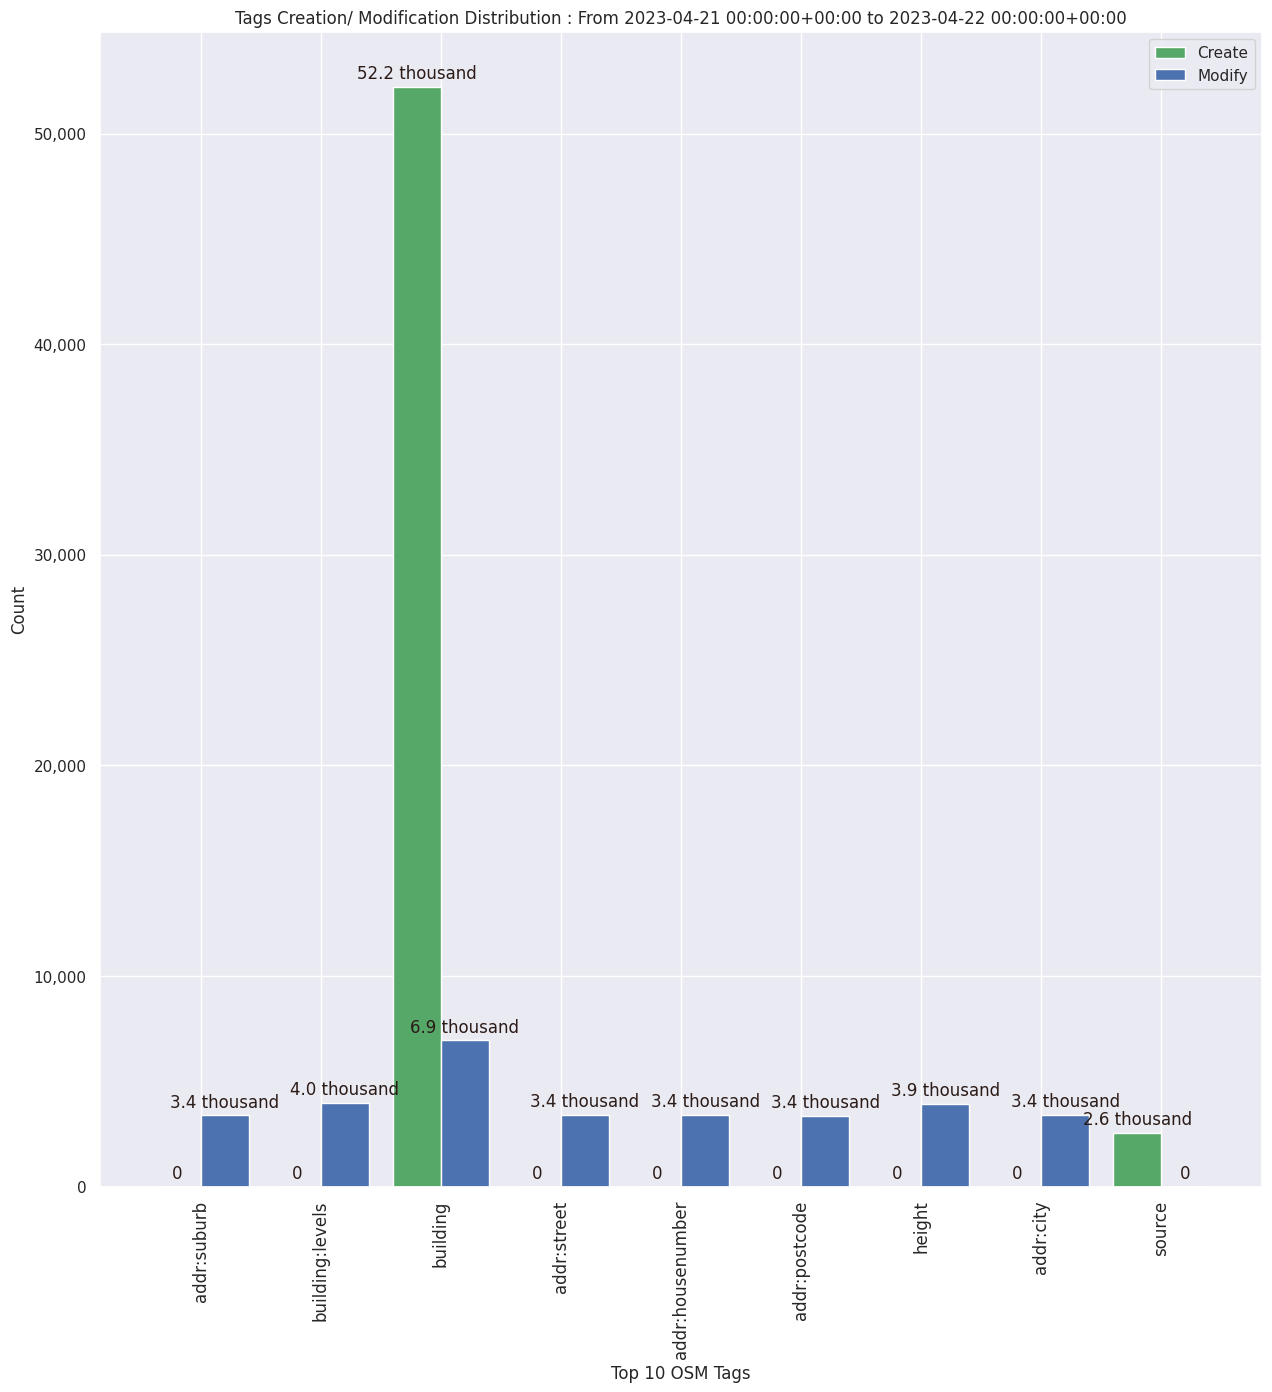 Tags Creation/ Modification Distribution : From 2023-04-21 00:00:00+00:00 to 2023-04-22 00:00:00+00:00
Create
Modify
52.2 thousand
50,000
40,000
30,000
Count
20,000
10,000
6.9 thousand
3.4 thousand
4.0 thousand
3.4 thousand
3.4 thousand
3.4 thousand
3.9 thousand
3.4 thousand
2.6 thousand
0
0
0
0
0
0
0
0
0
addr:suburb
building:levels
building
addr:street
addr:housenumber
addr:postcode
height
addr:city
source
Top 10 OSM Tags